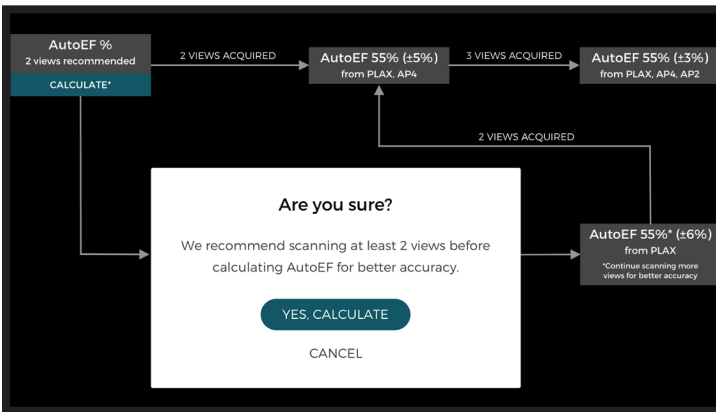 AutoEF %
2 views recommended
CALCULATE*
2 VIEWS ACQUIRED
AutoEF 55% (±5%)
from PLAX, AP4
3 VIEWS ACQUIRED
AutoEF 55% (±3%)
from PLAX, AP4, AP2
2 VIEWS ACQUIRED
Are you sure?
We recommend scanning at least 2 views before
calculating AutoEF for better accuracy.
YES, CALCULATE
CANCEL
AutoEF 55%* (±6%)
from PLAX
*Continue scanning more
views for better accuracy